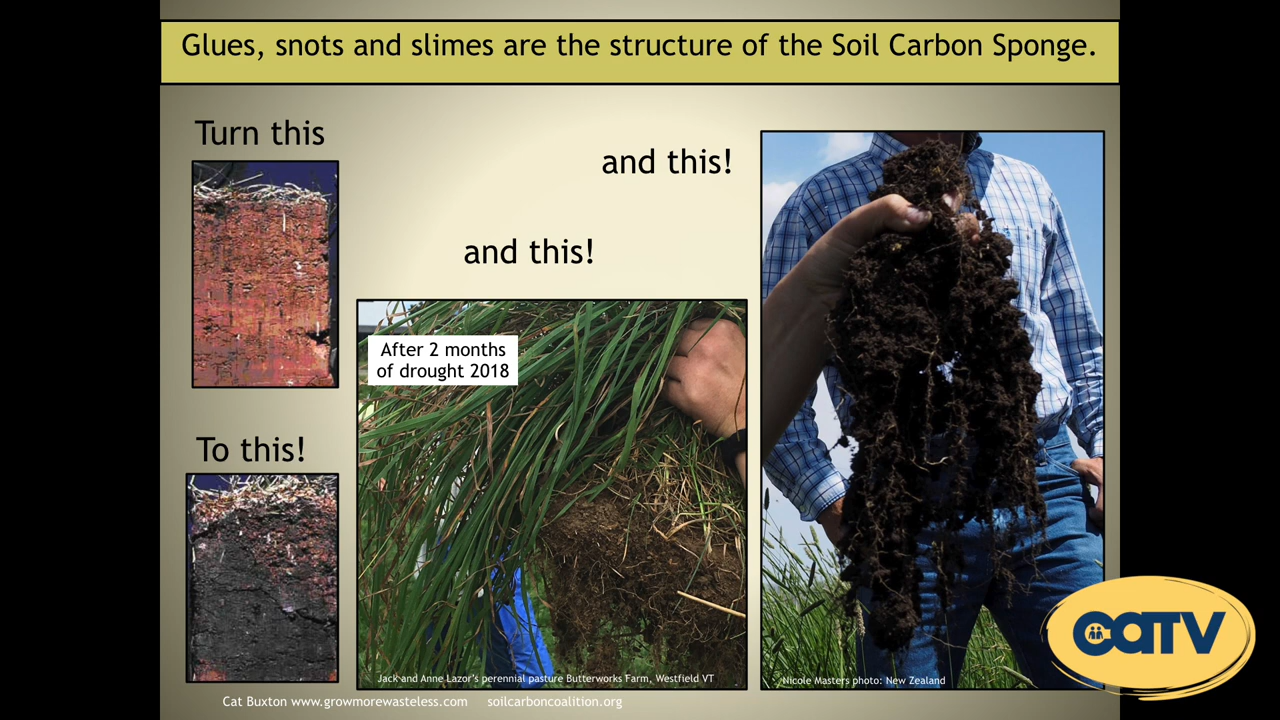 Glues, snots and slimes are the structure of the Soil Carbon Sponge.
Turn this
and this!
and this!
After 2 months
of drought 2018
To this!
Jack and Anne Lazor's perennial pasture Butterworks Farm, Westfield VT
Nicole Masters photo: New Zealand
Cat Buxton www.growmorewasteless.com soilcarboncoalition.org
CATV